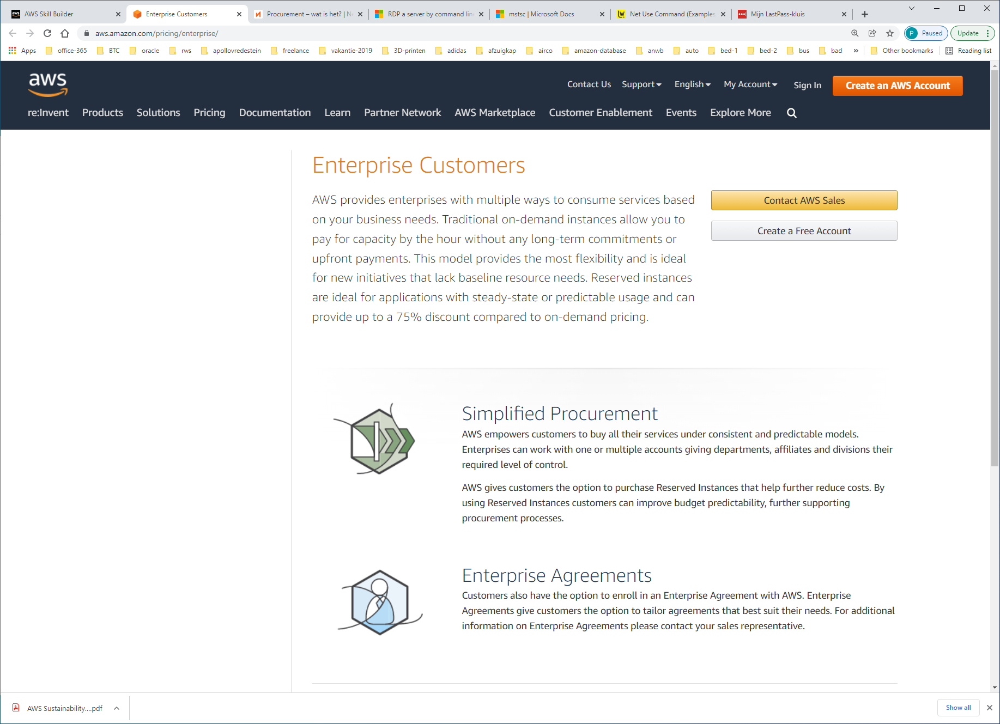 AWS Skill Builder
Enterprise Customers
Procurement – wat is het? | N
RDP a server by command lin
mstsc | Microsoft Docs
Net Use Command (Examples,
Mijn LastPass-kluis
aws.amazon.com/pricing/enterprise/
P Paused
Update
Apps office-365 BTC oracle rws apollovredestein freelance vakantie-2019 3D-printen adidas afzuigkap airco amazon-database anwb auto bed-1 bed-2 bus bad » Other bookmarks Reading list
aws
Contact Us Support English My Account Sign In Create an AWS Account
re:Invent Products Solutions Pricing Documentation Learn Partner Network AWS Marketplace Customer Enablement Events Explore More
Enterprise Customers
AWS provides enterprises with multiple ways to consume services based
on your business needs. Traditional on-demand instances allow you to
pay for capacity by the hour without any long-term commitments or
upfront payments. This model provides the most flexibility and is ideal
for new initiatives that lack baseline resource needs. Reserved instances
are ideal for applications with steady-state or predictable usage and can
provide up to a 75% discount compared to on-demand pricing.
Contact AWS Sales
Create a Free Account
Simplified Procurement
AWS empowers customers to buy all their services under consistent and predictable models.
Enterprises can work with one or multiple accounts giving departments, affiliates and divisions their
required level of control.
AWS gives customers the option to purchase Reserved Instances that help further reduce costs. By
using Reserved Instances customers can improve budget predictability, further supporting
procurement processes.
Enterprise Agreements
Customers also have the option to enroll in an Enterprise Agreement with AWS. Enterprise
Agreements give customers the option to tailor agreements that best suit their needs. For additional
information on Enterprise Agreements please contact your sales representative.
AWS Sustainability....pdf
Show all